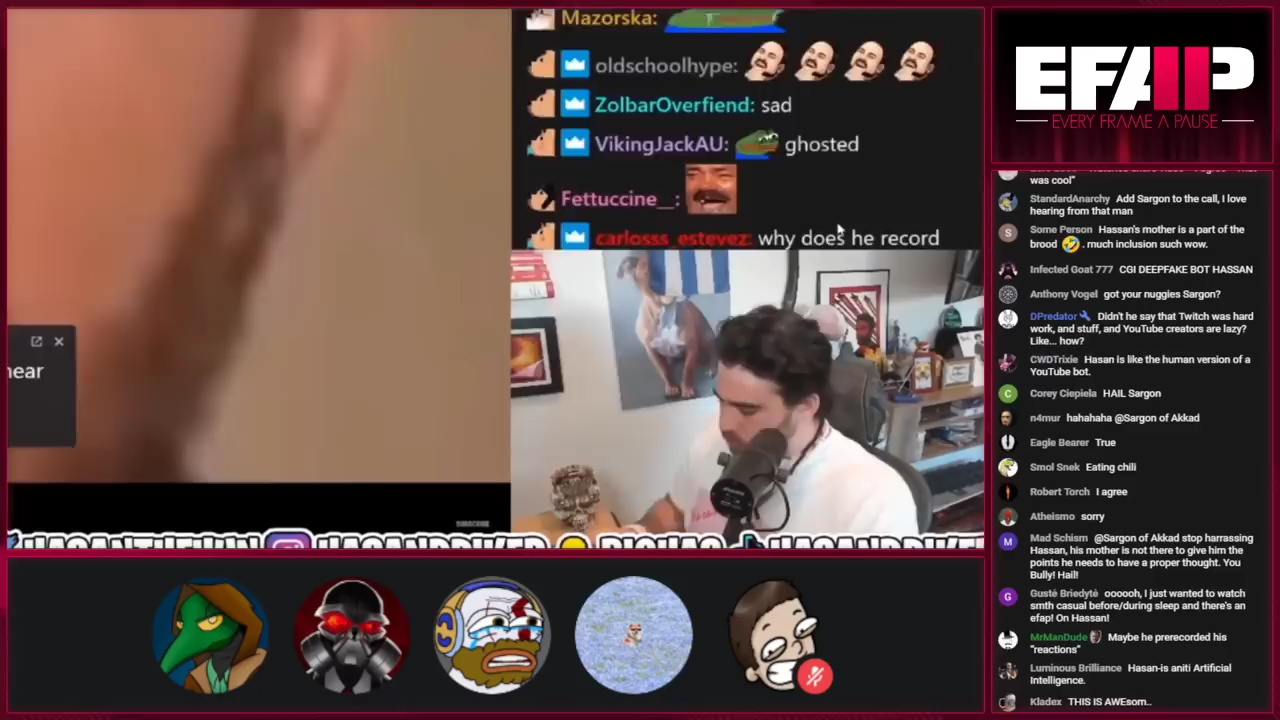 Mazorska:
oldschoolhype:
ZolbarOverfiend: sad
VikingJackAU: ghosted
Fettuccine__:
carlosss_estevez: why does he record
near
SUBSCRIBE
EFAP
EVERY FRAME A PAUSE
was cool"
StandardAnarchy Add Sargon to the call, I love
hearing from that man
Some Person Hassan's mother is a part of the
brood . much inclusion such wow.
Infected Goat 777 CGI DEEPFAKE BOT HASSAN
Anthony Vogel got your nuggies Sargon?
DPredator Didn't he say that Twitch was hard
work, and stuff, and YouTube creators are lazy?
Like... how?
CWDTrixie Hasan is like the human version of a
YouTube bot.
Corey Ciepiela HAIL Sargon
n4mur hahahaha @Sargon of Akkad
Eagle Bearer True
Smol Snek Eating chili
Robert Torch I agree
Atheismo sorry
Mad Schism @Sargon of Akkad stop harrassing
Hassan, his mother is not there to give him the
points he needs to have a proper thought. You
Bully! Hail!
Gustė Briedytė oooooh, I just wanted to watch
smth casual before/during sleep and there's an
efap! On Hassan!
MrManDude Maybe he prerecorded his
"reactions"
Luminous Brilliance Hasan-is aniti Artificial
Intelligence.
Kladex THIS IS AWEsom..